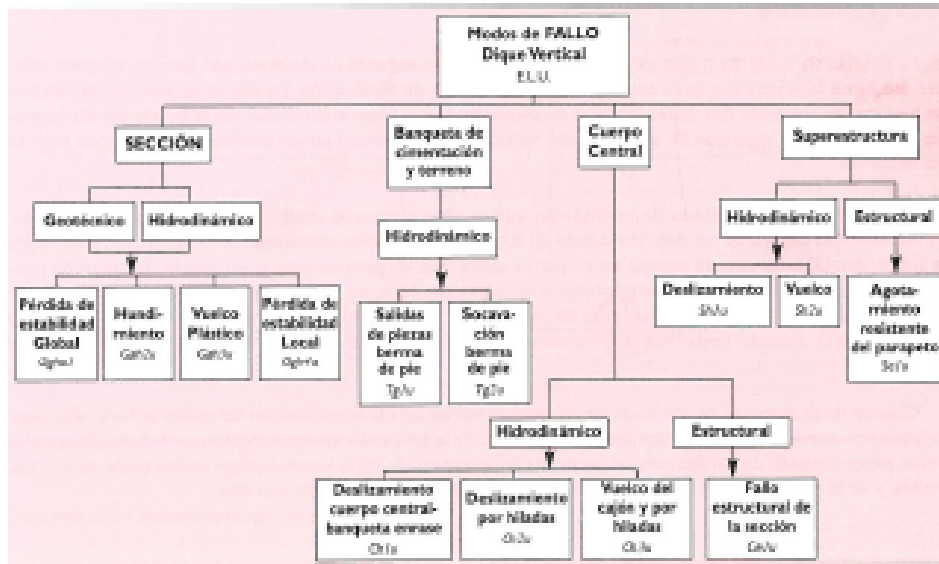 Modos de FALLO
Dique Vertical
E.L.U.
SECCIÓN
Banqueta de
cimentación
y terreno
Cuerpo
Central
Superestructura
Geotécnico
Hidrodinámico
Hidrodinámico
Hidrodinámico
Estructural
Pérdida de
estabilidad
Global
Hundi-
miento
Vuelco
Plástico
Pérdida de
estabilidad
Local
Salidas
de piezas
berma
de pie
Socava-
ción
berma
de pie
Deslizamiento
Vuelco
Agota-
miento
resistente
del parapeto
Hidrodinámico
Estructural
Deslizamiento
cuerpo central-
banqueta enrase
Deslizamiento
por hiladas
Vuelco del
cajón y por
hiladas
Fallo
estructural de
la sección